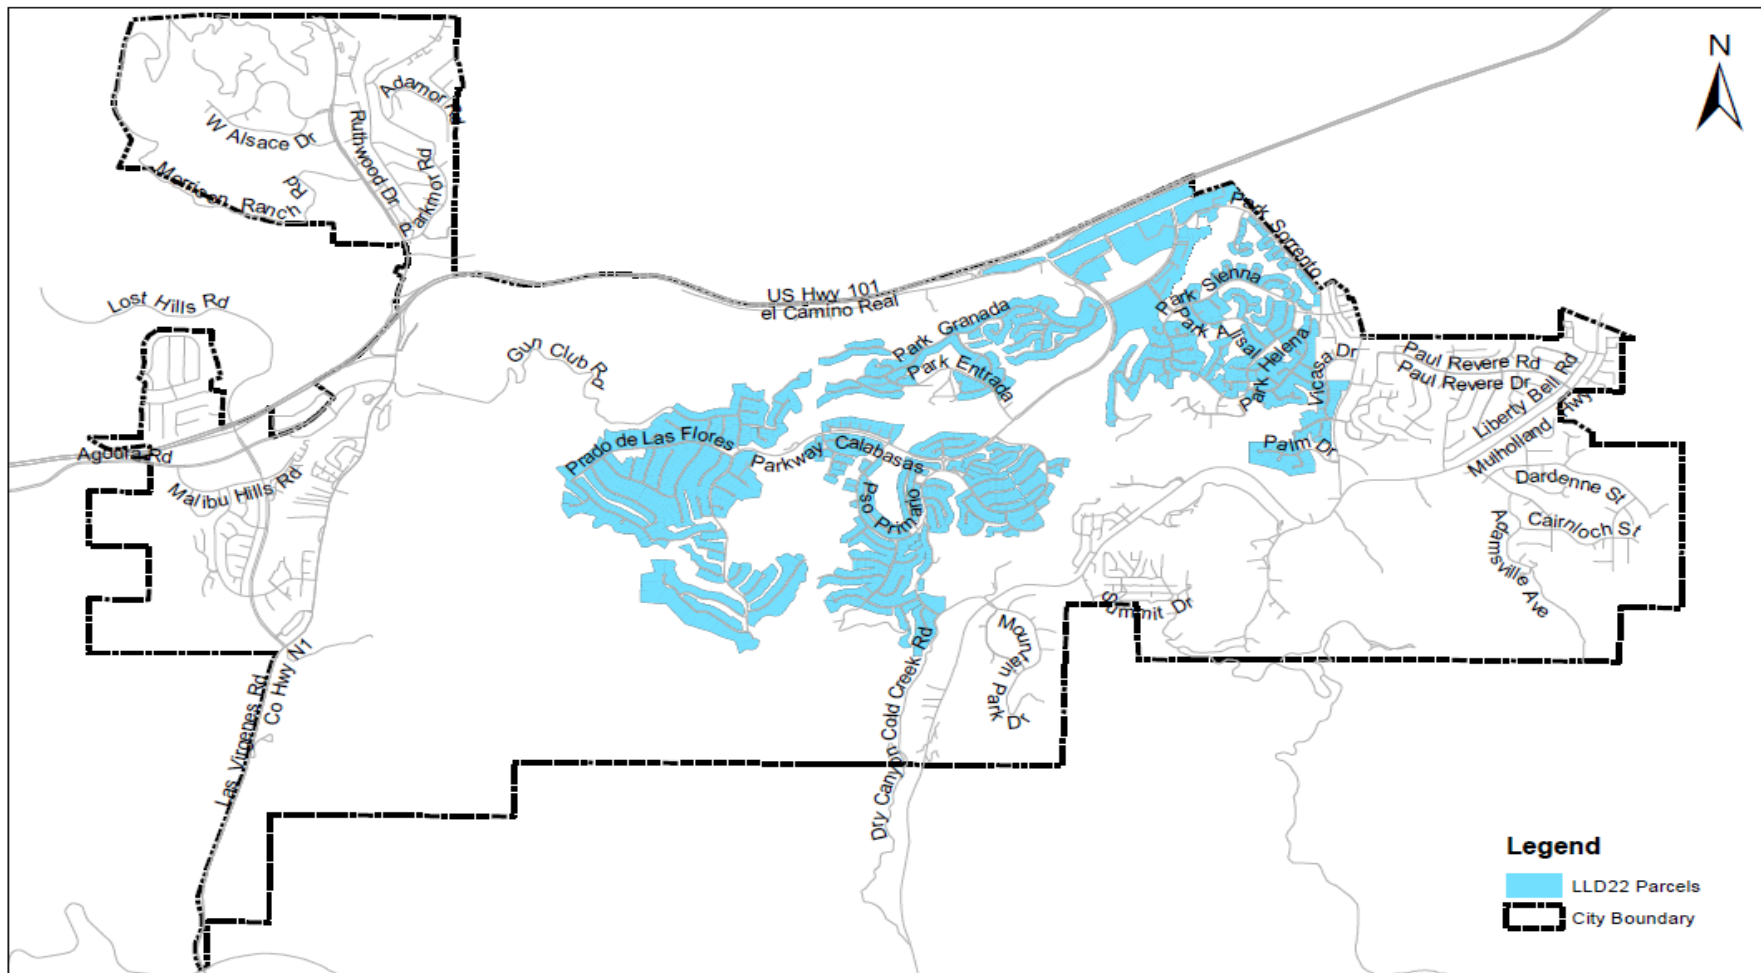 N
Adamor Rd
W Alsace Dr
Ruthwood Dr
Parkmor Rd
Morrison Ranch Rd
Park Sorrento
Lost Hills Rd
US Hwy 101
el Camino Real
Park Sienna
Park Granada
Park Alisal
Gun Club Rd
Park Entrada
Park Helena
Vicasa Dr
Paul Revere Rd
Paul Revere Dr
Liberty Bell Rd
Mulholland Hwy
Prado de Las Flores
Parkway Calabasas
Palm Dr
Agoura Rd
Malibu Hills Rd
Pso Primario
Dardenne St
Cairnloch St
Adamsville Ave
Summit Dr
Mountain Park Dr
Dry Canyon Cold Creek Rd
Las Virgenes Rd
Co Hwy N1
Legend
LLD22 Parcels
City Boundary